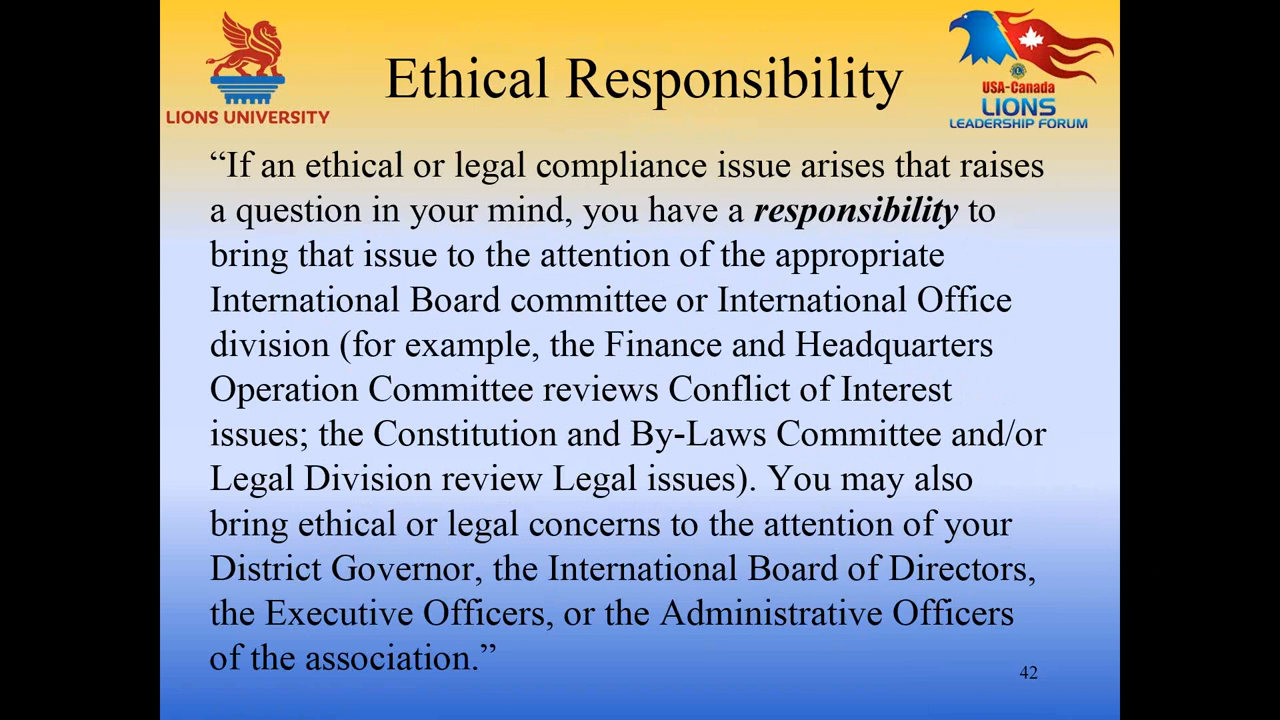 Ethical Responsibility
LIONS UNIVERSITY
USA-Canada
LIONS
LEADERSHIP FORUM
“If an ethical or legal compliance issue arises that raises
a question in your mind, you have a responsibility to
bring that issue to the attention of the appropriate
International Board committee or International Office
division (for example, the Finance and Headquarters
Operation Committee reviews Conflict of Interest
issues; the Constitution and By-Laws Committee and/or
Legal Division review Legal issues). You may also
bring ethical or legal concerns to the attention of your
District Governor, the International Board of Directors,
the Executive Officers, or the Administrative Officers
of the association.”
42